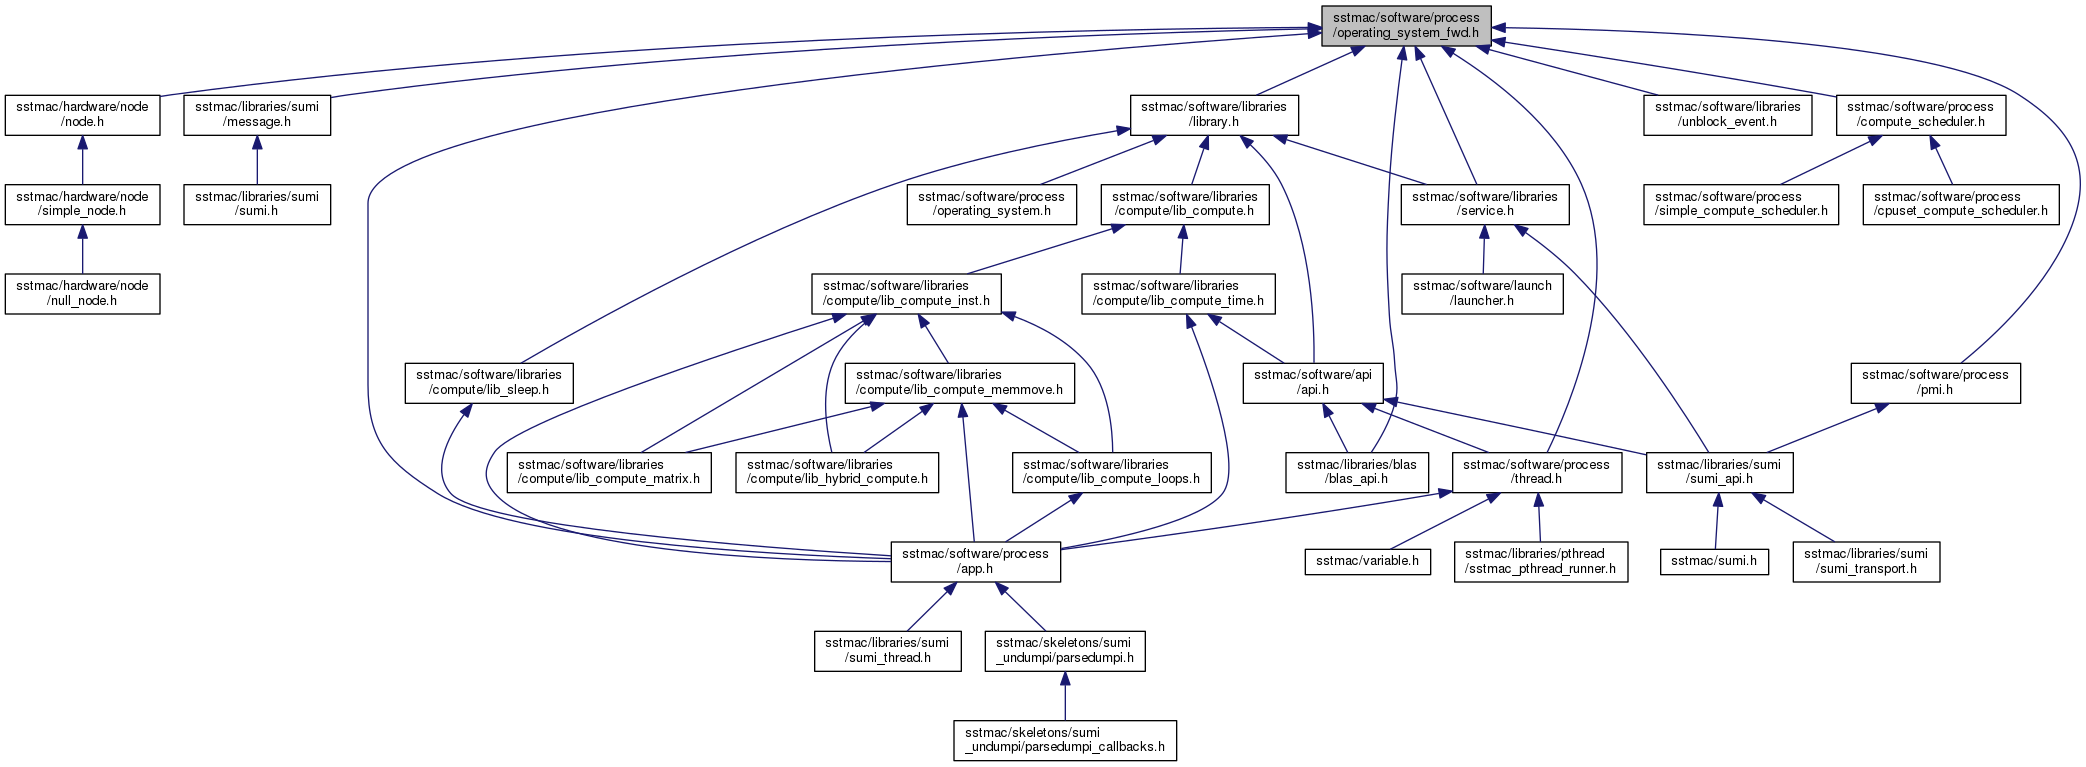 sstmac/software/process
/operating_system_fwd.h
sstmac/hardware/node
/node.h
sstmac/libraries/sumi
/message.h
sstmac/software/libraries
/library.h
sstmac/software/libraries
/unblock_event.h
sstmac/software/process
/compute_scheduler.h
sstmac/hardware/node
/simple_node.h
sstmac/libraries/sumi
/sumi.h
sstmac/software/process
/operating_system.h
sstmac/software/libraries
/compute/lib_compute.h
sstmac/software/libraries
/service.h
sstmac/software/process
/simple_compute_scheduler.h
sstmac/software/process
/cpuset_compute_scheduler.h
sstmac/hardware/node
/null_node.h
sstmac/software/libraries
/compute/lib_compute_inst.h
sstmac/software/libraries
/compute/lib_compute_time.h
sstmac/software/launch
/launcher.h
sstmac/software/libraries
/compute/lib_sleep.h
sstmac/software/libraries
/compute/lib_compute_memmove.h
sstmac/software/api
/api.h
sstmac/software/process
/pmi.h
sstmac/software/libraries
/compute/lib_compute_matrix.h
sstmac/software/libraries
/compute/lib_hybrid_compute.h
sstmac/software/libraries
/compute/lib_compute_loops.h
sstmac/libraries/blas
/blas_api.h
sstmac/software/process
/thread.h
sstmac/libraries/sumi
/sumi_api.h
sstmac/software/process
/app.h
sstmac/variable.h
sstmac/libraries/pthread
/sstmac_pthread_runner.h
sstmac/sumi.h
sstmac/libraries/sumi
/sumi_transport.h
sstmac/libraries/sumi
/sumi_thread.h
sstmac/skeletons/sumi
_undumpi/parsedumpi.h
sstmac/skeletons/sumi
_undumpi/parsedumpi_callbacks.h